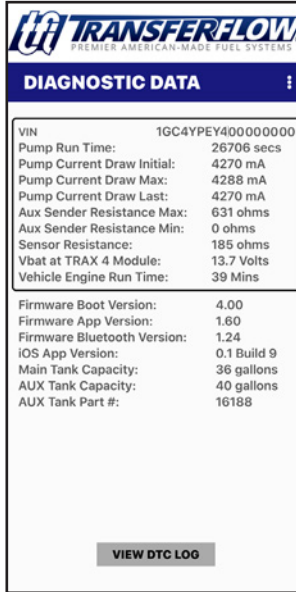 tfi TRANSFERFLOW
PREMIER AMERICAN-MADE FUEL SYSTEMS
DIAGNOSTIC DATA
VIN 1GC4YPEY400000000
Pump Run Time: 26706 secs
Pump Current Draw Initial: 4270 mA
Pump Current Draw Max: 4288 mA
Pump Current Draw Last: 4270 mA
Aux Sender Resistance Max: 631 ohms
Aux Sender Resistance Min: 0 ohms
Sensor Resistance: 185 ohms
Vbat at TRAX 4 Module: 13.7 Volts
Vehicle Engine Run Time: 39 Mins
Firmware Boot Version: 4.00
Firmware App Version: 1.60
Firmware Bluetooth Version: 1.24
iOS App Version: 0.1 Build 9
Main Tank Capacity: 36 gallons
AUX Tank Capacity: 40 gallons
AUX Tank Part #: 16188
VIEW DTC LOG